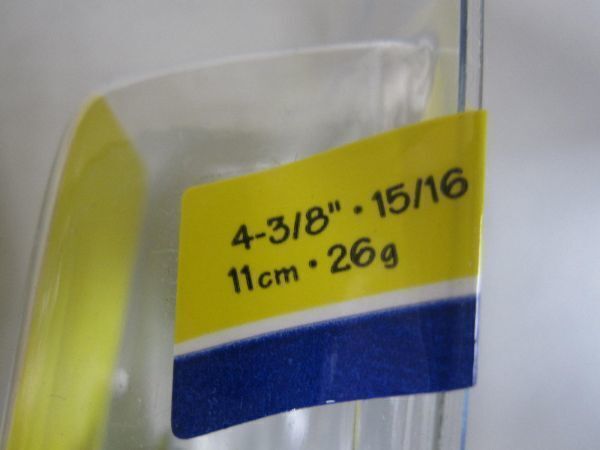 4-3/8" · 15/16
11cm · 26g